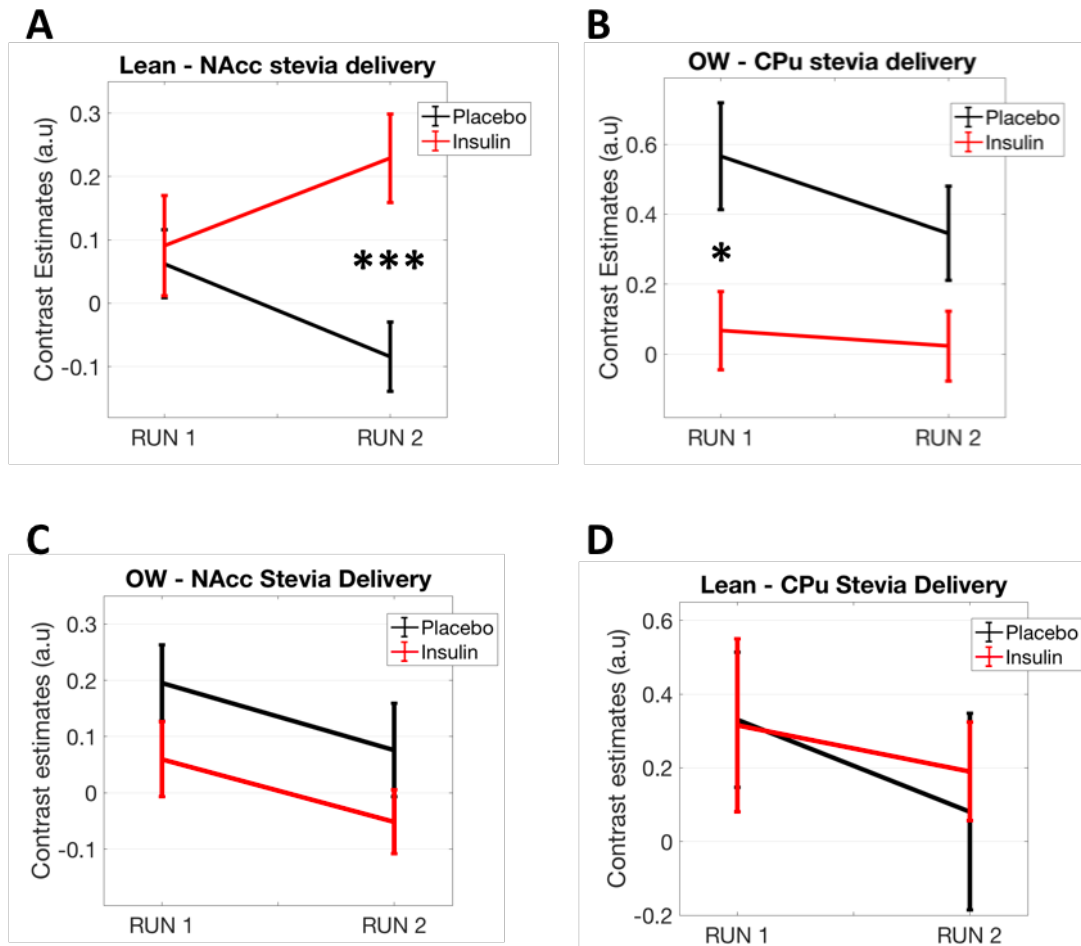 A
Lean - NAcc stevia delivery
Contrast Estimates (a.u)
0.3
0.2
0.1
0
-0.1
Placebo
Insulin
***
RUN 1 RUN 2
B
OW - CPu stevia delivery
Contrast Estimates (a.u)
0.6
0.4
0.2
0
Placebo
Insulin
*
RUN 1 RUN 2
C
OW - NAcc Stevia Delivery
Contrast estimates (a.u)
0.3
0.2
0.1
0
-0.1
Placebo
Insulin
RUN 1 RUN 2
D
Lean - CPu Stevia Delivery
Contrast estimates (a.u)
0.6
0.4
0.2
0
-0.2
Placebo
Insulin
RUN 1 RUN 2